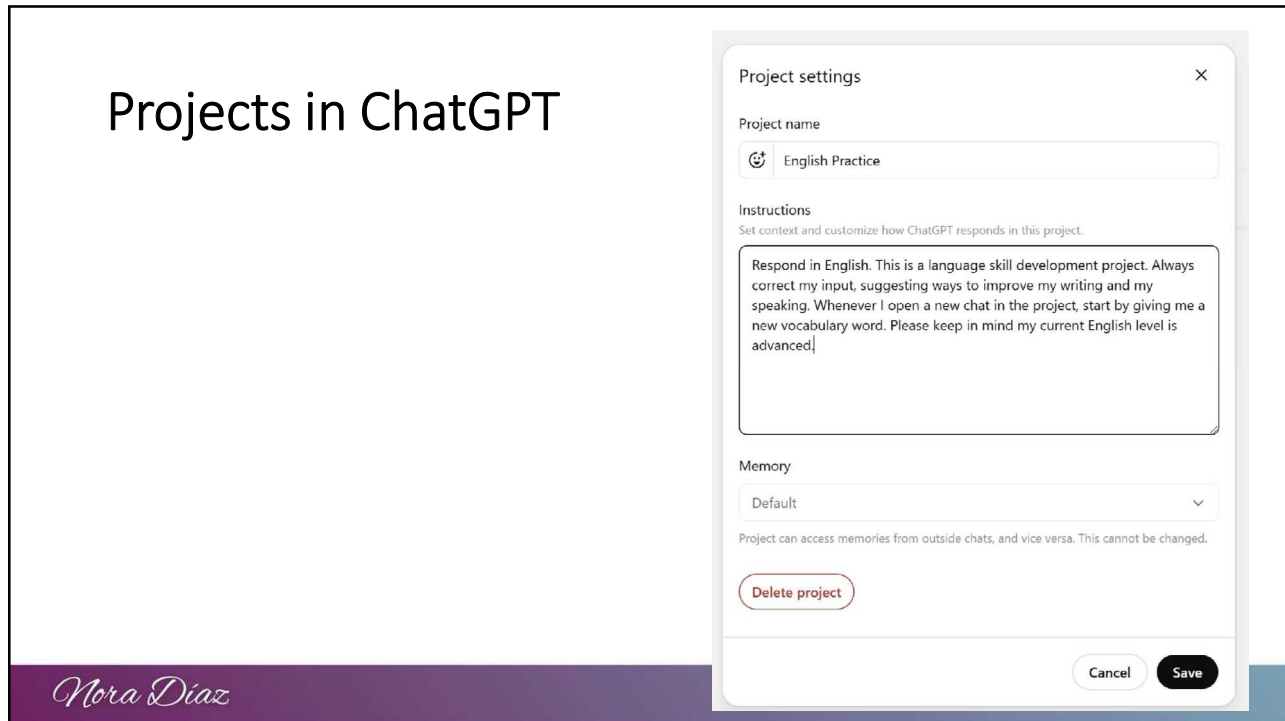 Projects in ChatGPT
Project settings
Project name
English Practice
Instructions
Set context and customize how ChatGPT responds in this project.
Respond in English. This is a language skill development project. Always
correct my input, suggesting ways to improve my writing and my
speaking. Whenever I open a new chat in the project, start by giving me a
new vocabulary word. Please keep in mind my current English level is
advanced.
Memory
Default
Project can access memories from outside chats, and vice versa. This cannot be changed.
Delete project
Cancel
Save
Nora Díaz